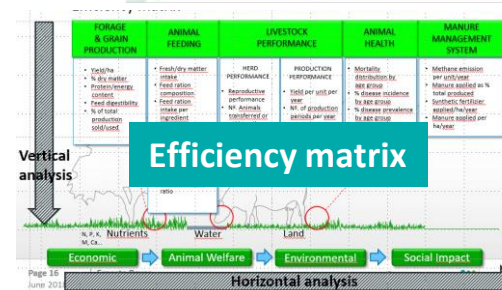 FORAGE
& GRAIN
PRODUCTION
• Yield/ha
• % dry matter
• Protein/energy
content
• Feed digestibility
• % of total
production
sold/used
ANIMAL
FEEDING
• Fresh/dry matter
intake
• Feed ration
composition
• Feed ration
intake per
ingredient
ratio
LIVESTOCK
PERFORMANCE
HERD
PERFORMANCE
• Reproductive
performance
• NF. Animals
transferred or
PRODUCTION
PERFORMANCE
• Yield per unit per
year
• NF. of production
periods per year
ANIMAL
HEALTH
• Mortality
distribution by
age group
• % disease incidence
by age group
• % disease prevalence
by age group
MANURE
MANAGEMENT
SYSTEM
• Methane emission
per unit/year
• Manure applied as %
total produced
• Synthetic fertilizer
applied/ha/year
• Manure applied per
ha/year
Efficiency matrix
Vertical
analysis
N, P, K,
M, Ca... Nutrients Water Land
Economic Animal Welfare Environmental Social Impact
Page 16
June 201
Horizontal analysis